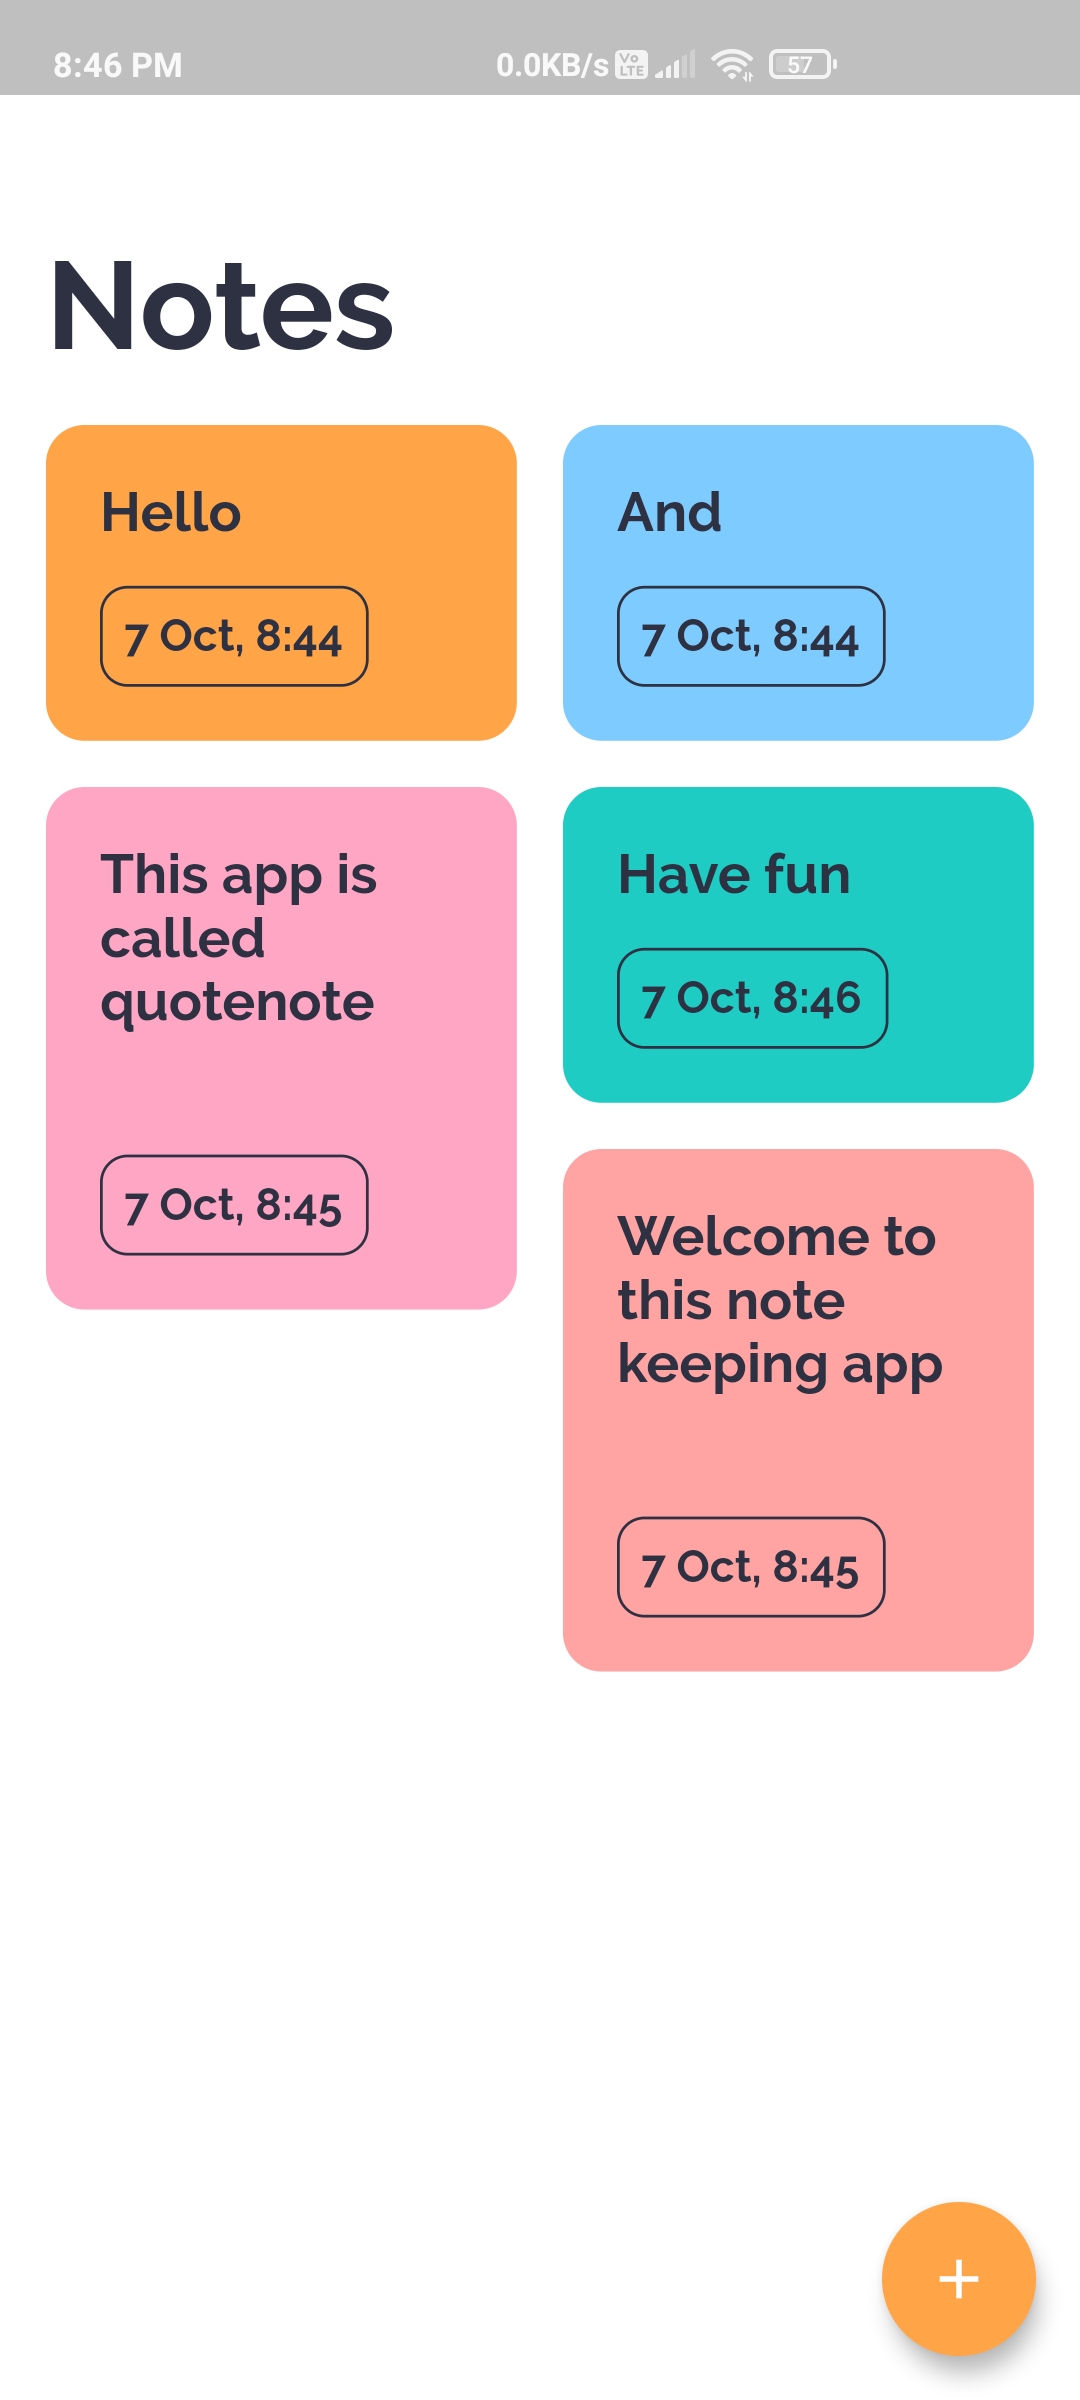 8:46 PM 0.0KB/s Vo LTE 57
Notes
Hello
7 Oct, 8:44
And
7 Oct, 8:44
This app is
called
quotenote
7 Oct, 8:45
Have fun
7 Oct, 8:46
Welcome to
this note
keeping app
7 Oct, 8:45
+